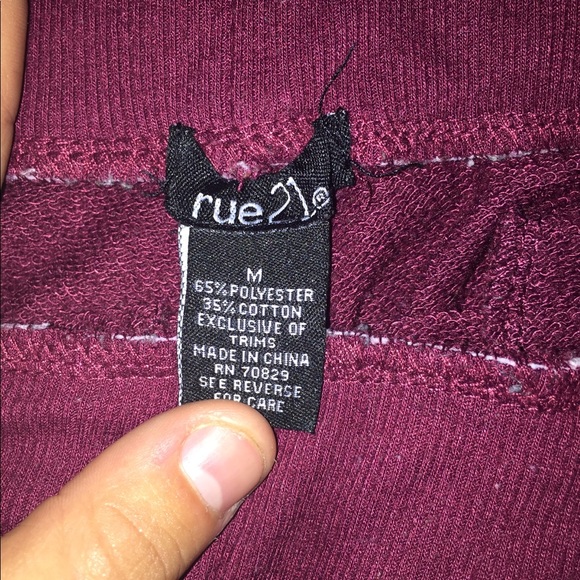 rue21®
M
65% POLYESTER
35% COTTON
EXCLUSIVE OF
TRIMS
MADE IN CHINA
RN 70829
SEE REVERSE
FOR CARE